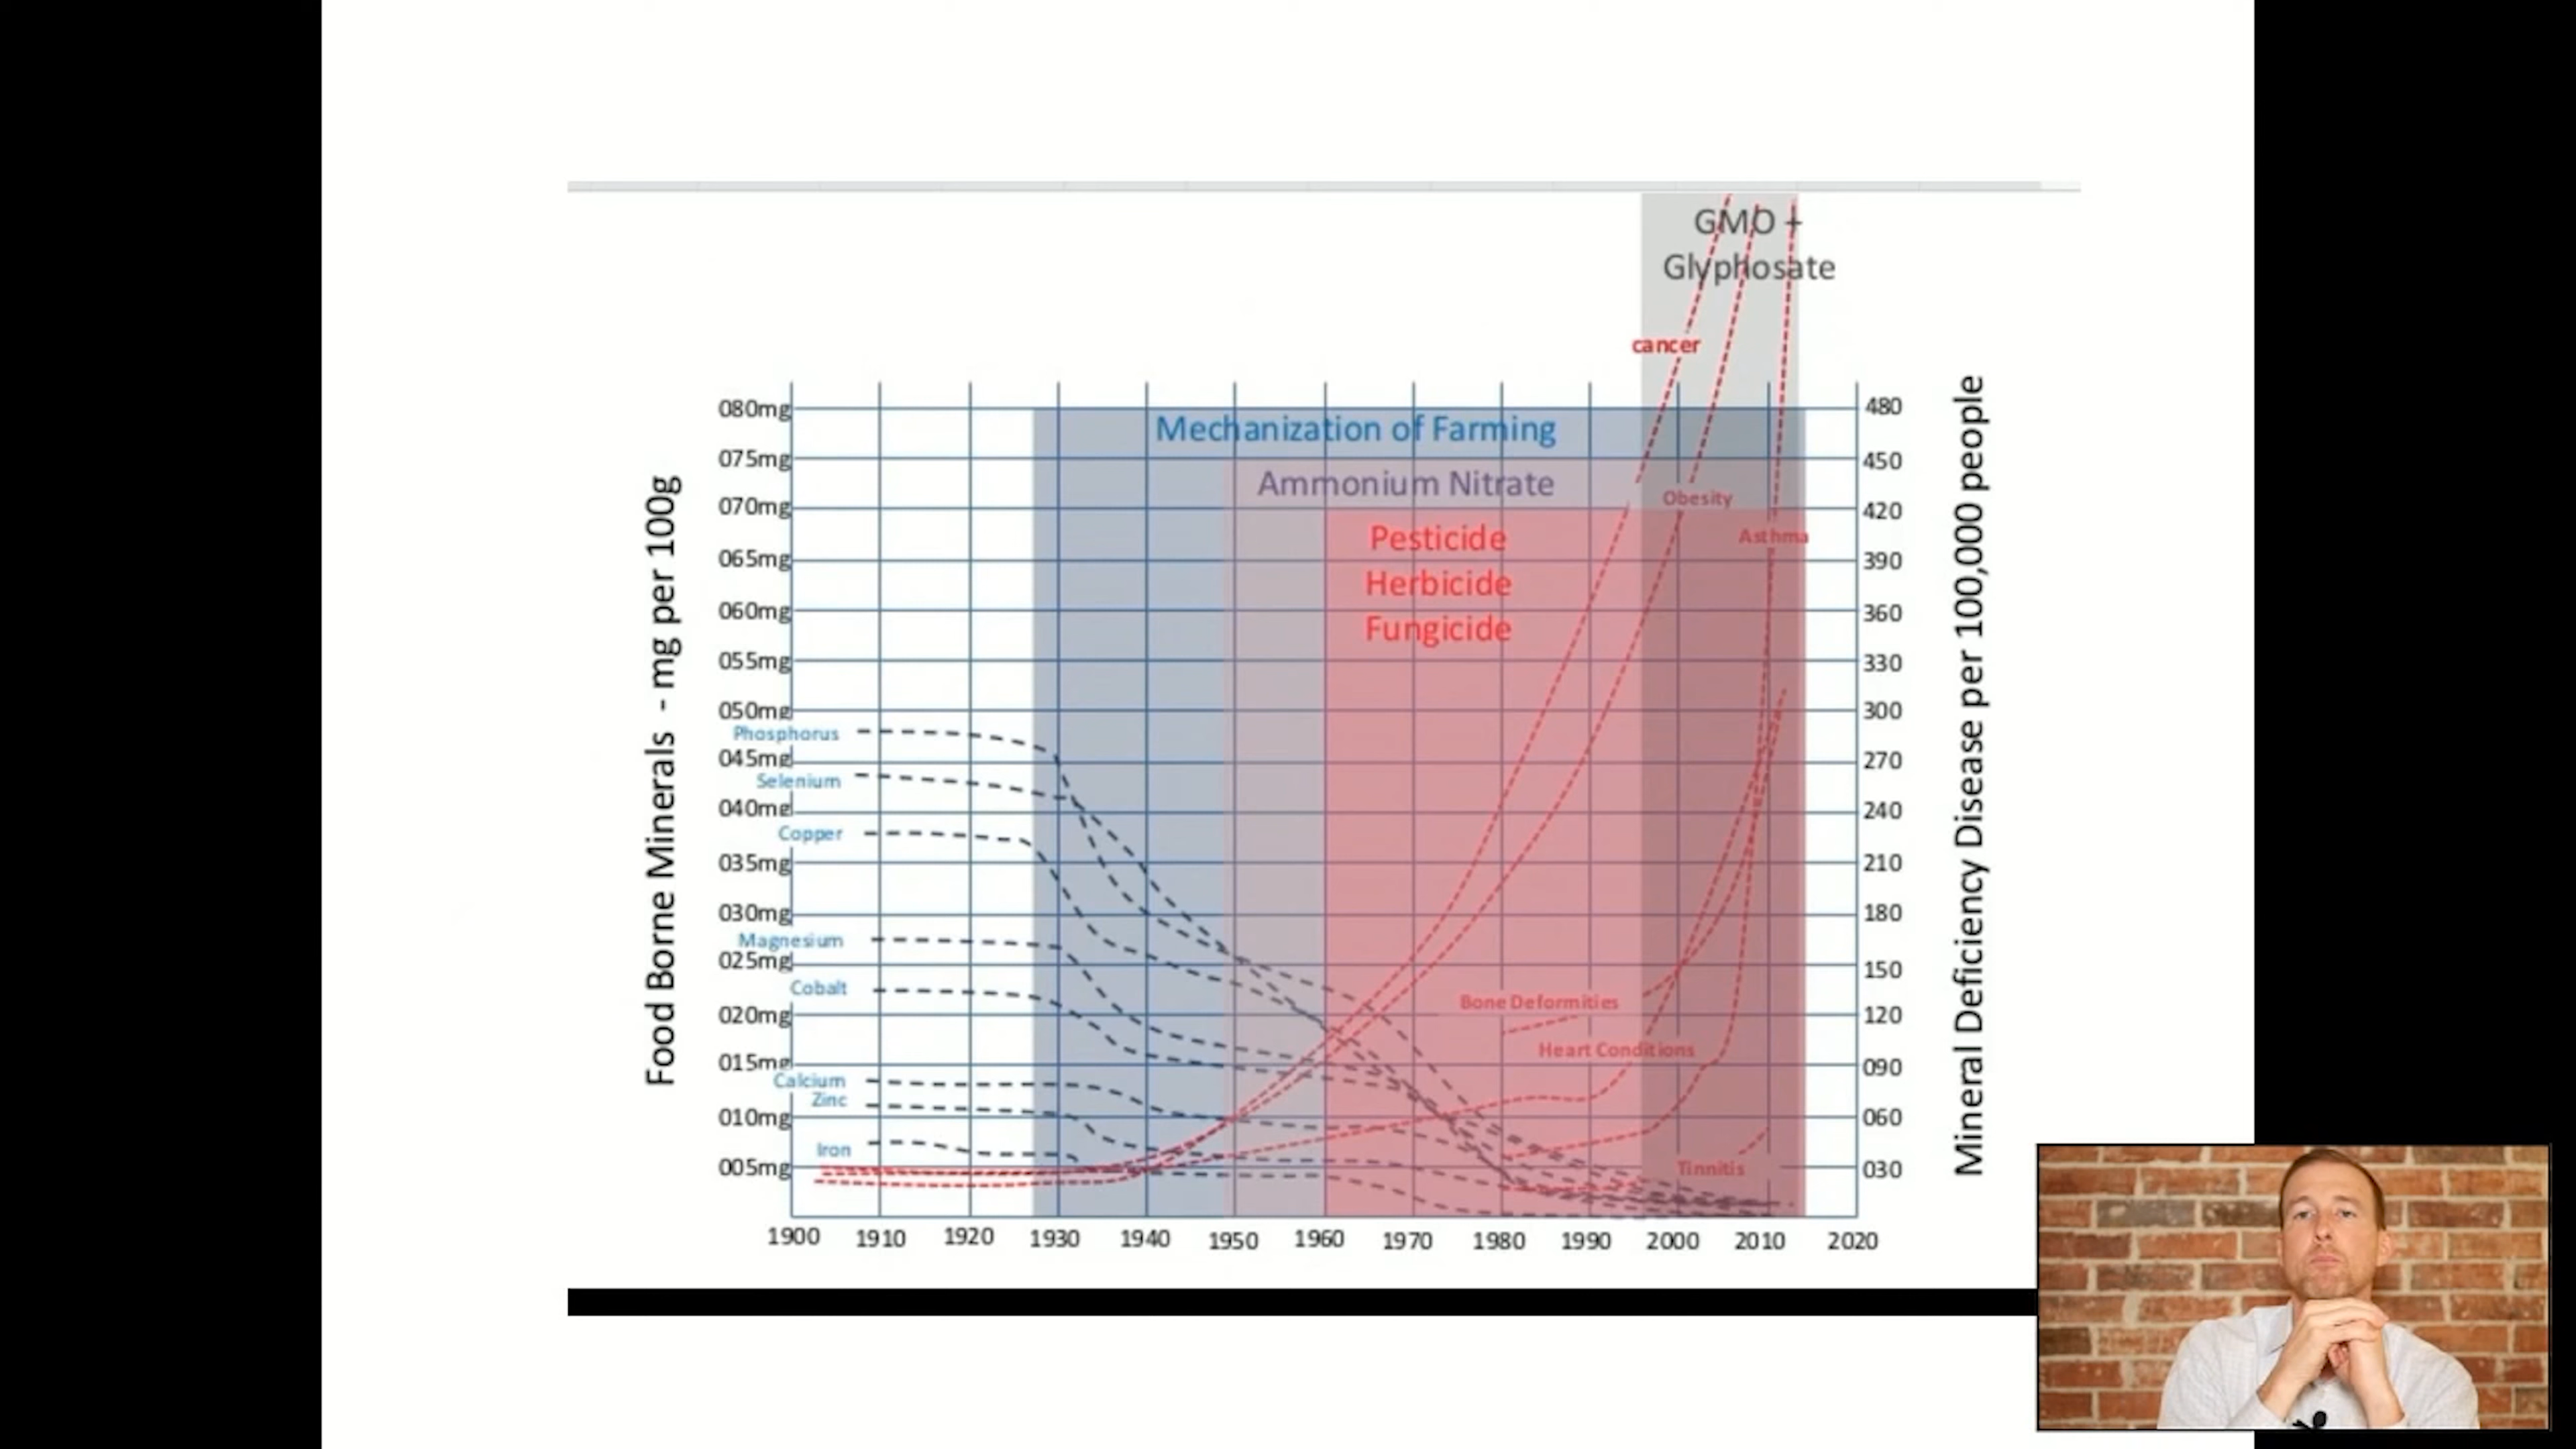 GMO +
Glyphosate
cancer
Mechanization of Farming
Ammonium Nitrate
Pesticide
Herbicide
Fungicide
Obesity
Asthma
Bone Deformities
Heart Conditions
Tinnitis
Food Borne Minerals - mg per 100g
080mg
075mg
070mg
065mg
060mg
055mg
050mg
Phosphorus
045mg
Selenium
040mg
Copper
035mg
030mg
Magnesium
025mg
Cobalt
020mg
015mg
Calcium
Zinc
010mg
Iron
005mg
480
450
420
390
360
330
300
270
240
210
180
150
120
090
060
030
Mineral Deficiency Disease per 100,000 people
1900 1910 1920 1930 1940 1950 1960 1970 1980 1990 2000 2010 2020